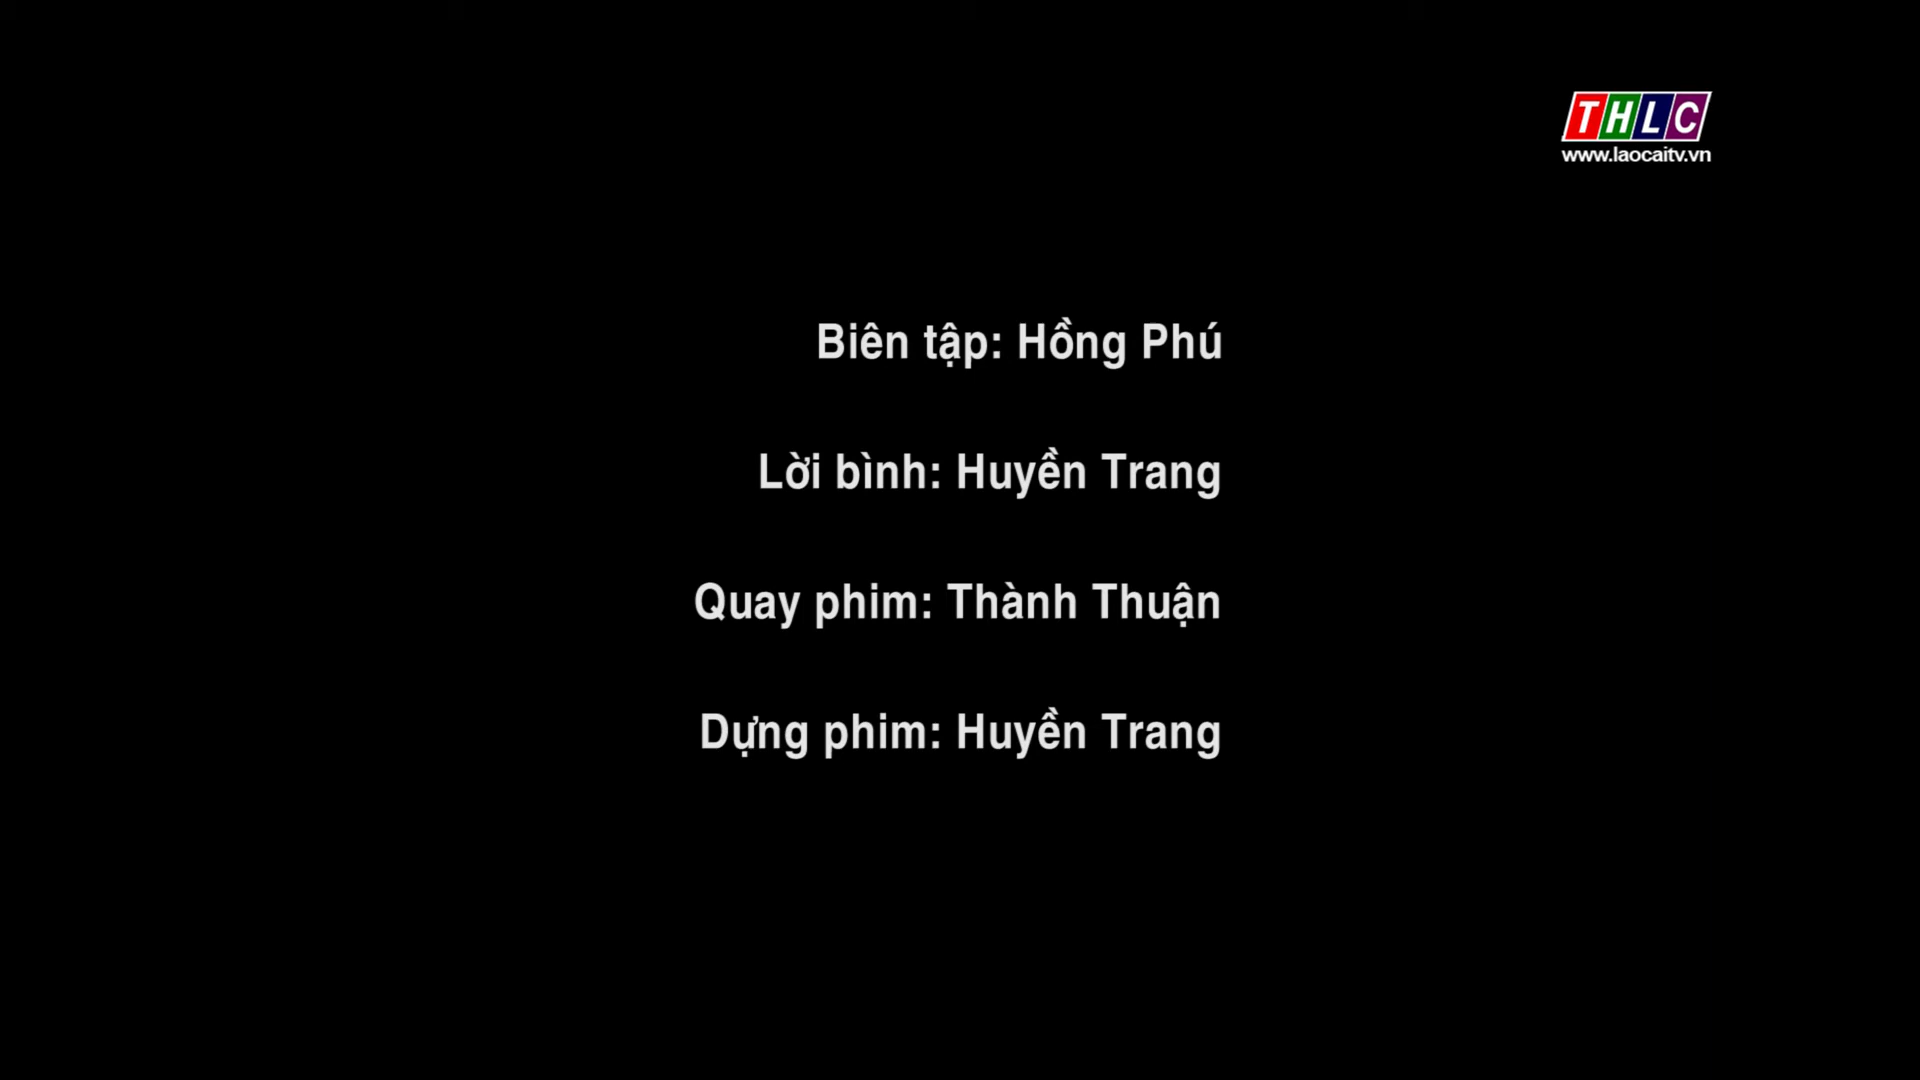 THLC
www.laocaitv.vn
Biên tập: Hồng Phú
Lời bình: Huyền Trang
Quay phim: Thành Thuận
Dựng phim: Huyền Trang